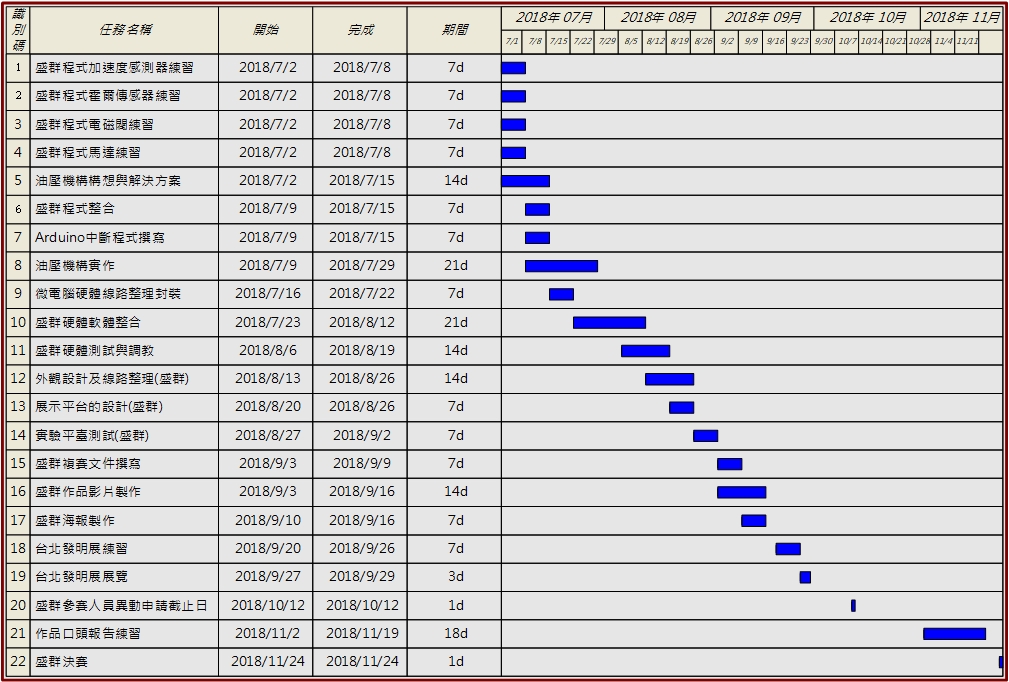 識別碼 任務名稱 開始 完成 期間 2018年 07月 2018年 08月 2018年 09月 2018年 10月 2018年 11月
7/1 7/8 7/15 7/22 7/29 8/5 8/12 8/19 8/26 9/2 9/9 9/16 9/23 9/30 10/7 10/14 10/21 10/28 11/4 11/11
1 盛群程式加速度感測器練習 2018/7/2 2018/7/8 7d
2 盛群程式霍爾傳感器練習 2018/7/2 2018/7/8 7d
3 盛群程式電磁閥練習 2018/7/2 2018/7/8 7d
4 盛群程式馬達練習 2018/7/2 2018/7/8 7d
5 油壓機構構想與解決方案 2018/7/2 2018/7/15 14d
6 盛群程式整合 2018/7/9 2018/7/15 7d
7 Arduino中斷程式撰寫 2018/7/9 2018/7/15 7d
8 油壓機構實作 2018/7/9 2018/7/29 21d
9 微電腦硬體線路整理封裝 2018/7/16 2018/7/22 7d
10 盛群硬體軟體整合 2018/7/23 2018/8/12 21d
11 盛群硬體測試與調教 2018/8/6 2018/8/19 14d
12 外觀設計及線路整理(盛群) 2018/8/13 2018/8/26 14d
13 展示平台的設計(盛群) 2018/8/20 2018/8/26 7d
14 實驗平臺測試(盛群) 2018/8/27 2018/9/2 7d
15 盛群複賽文件撰寫 2018/9/3 2018/9/9 7d
16 盛群作品影片製作 2018/9/3 2018/9/16 14d
17 盛群海報製作 2018/9/10 2018/9/16 7d
18 台北發明展練習 2018/9/20 2018/9/26 7d
19 台北發明展展覽 2018/9/27 2018/9/29 3d
20 盛群參賽人員異動申請截止日 2018/10/12 2018/10/12 1d
21 作品口頭報告練習 2018/11/2 2018/11/19 18d
22 盛群決賽 2018/11/24 2018/11/24 1d